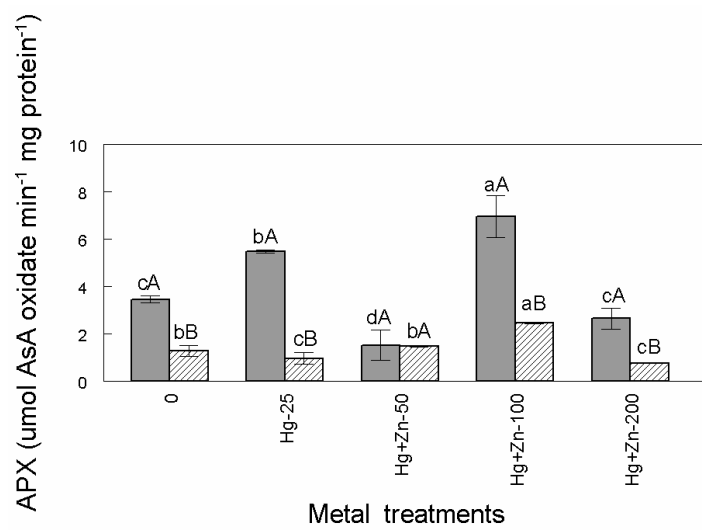 APX (umol AsA oxidate min⁻¹ mg protein⁻¹)
10
8
6
4
2
0
cA
bB
bA
cB
dA
bA
aA
aB
cA
cB
0
Hg-25
Hg+Zn-50
Hg+Zn-100
Hg+Zn-200
Metal treatments